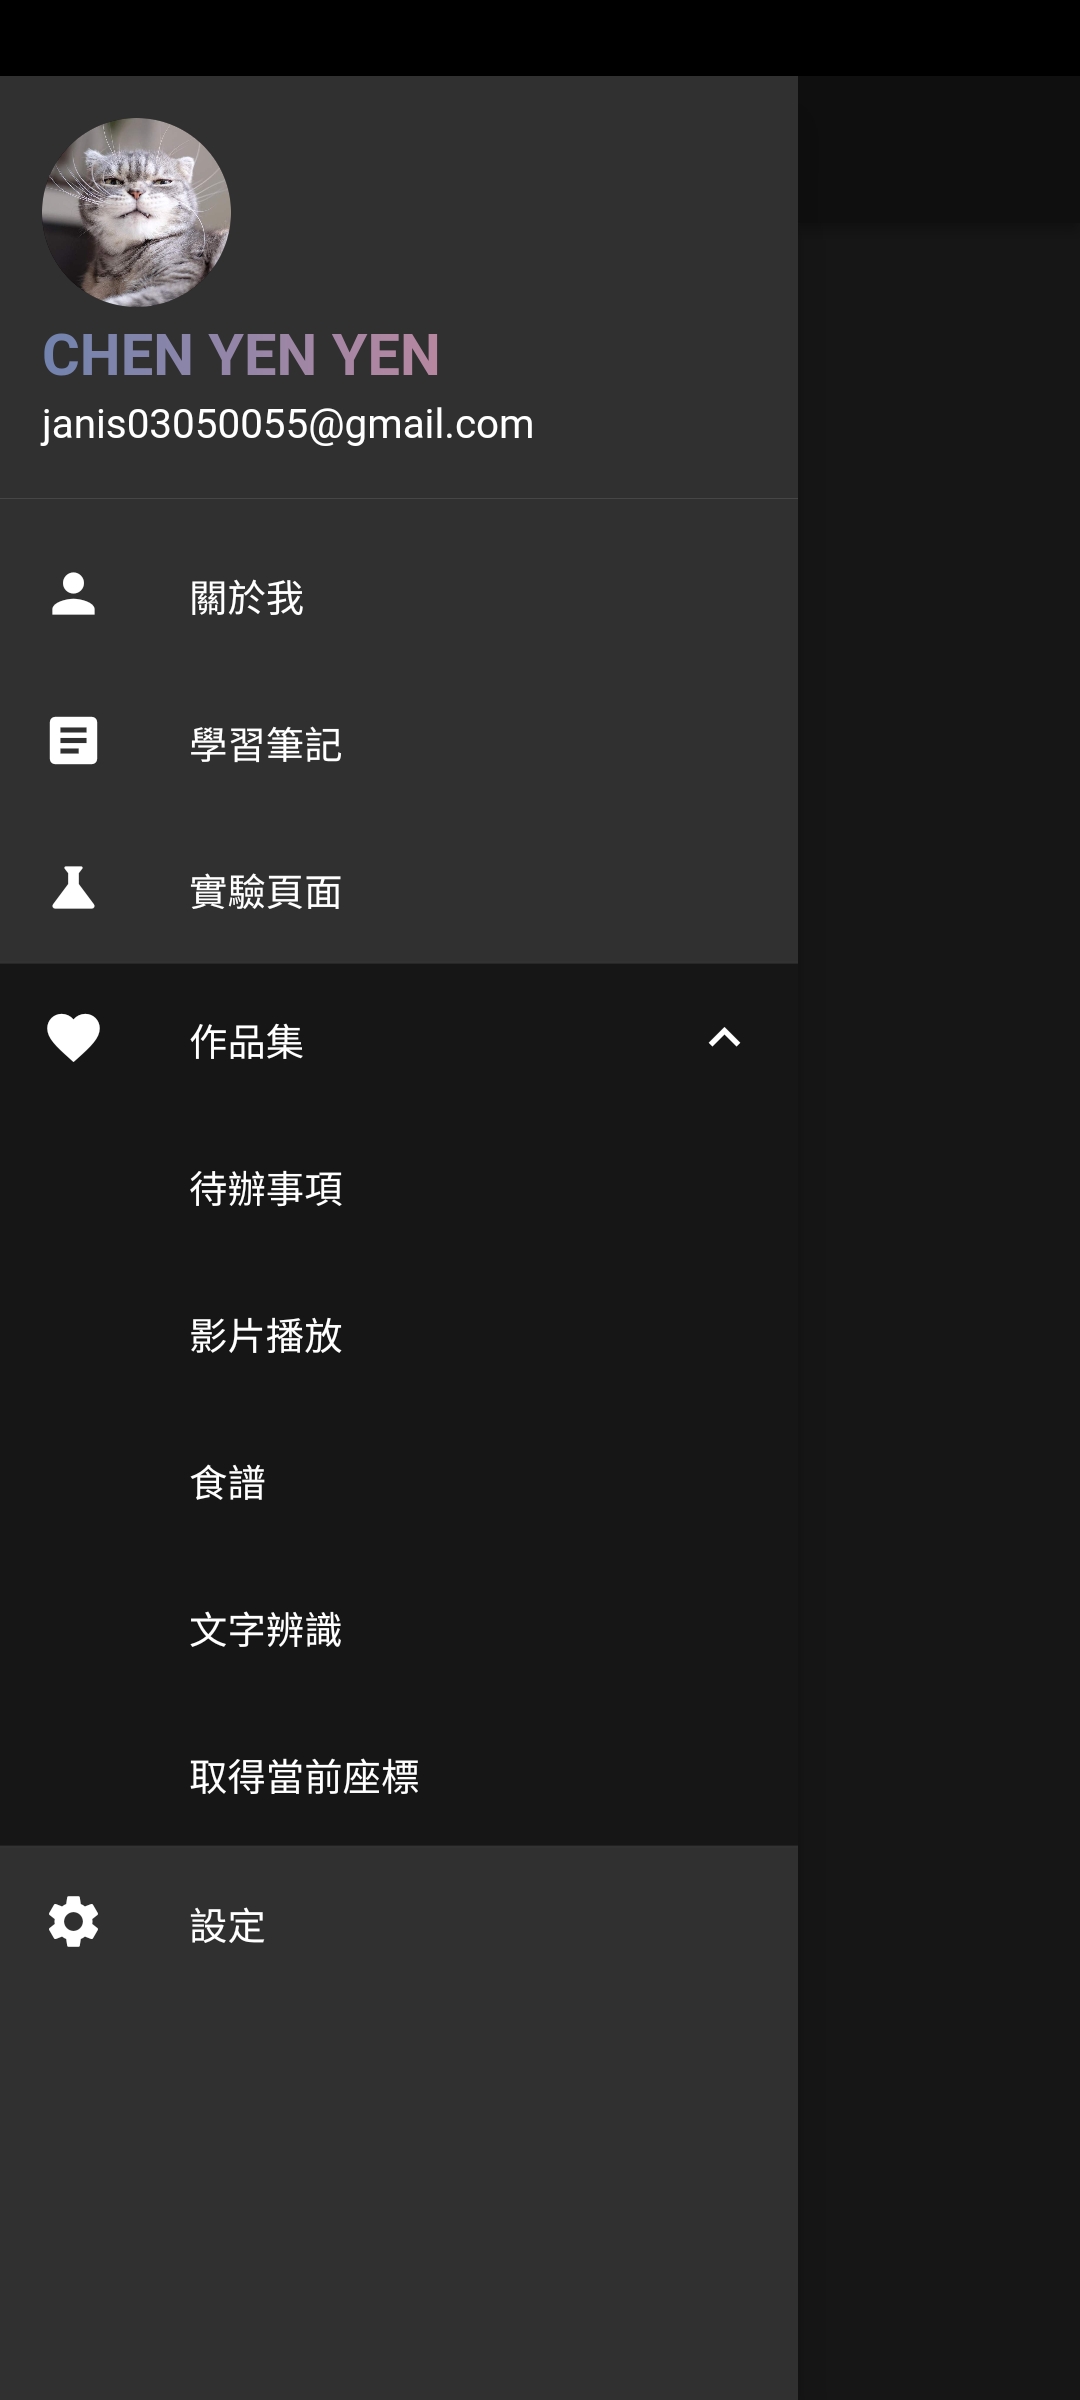 CHEN YEN YEN
janis03050055@gmail.com
關於我
學習筆記
實驗頁面
作品集
待辦事項
影片播放
食譜
文字辨識
取得當前座標
設定